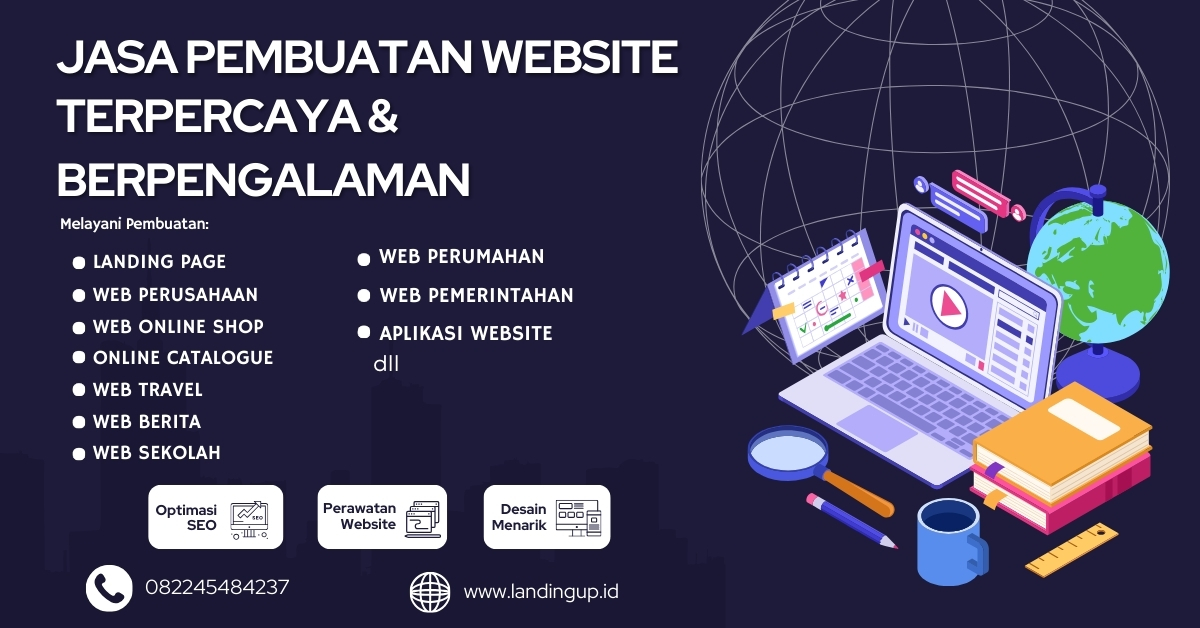 JASA PEMBUATAN WEBSITE
TERPERCAYA &
BERPENGALAMAN
Melayani Pembuatan:
LANDING PAGE
WEB PERUSAHAAN
WEB ONLINE SHOP
ONLINE CATALOGUE
WEB TRAVEL
WEB BERITA
WEB SEKOLAH
WEB PERUMAHAN
WEB PEMERINTAHAN
APLIKASI WEBSITE
dll
Optimasi
SEO
SEO
Perawatan
Website
Desain
Menarik
082245484237
www.landingup.id